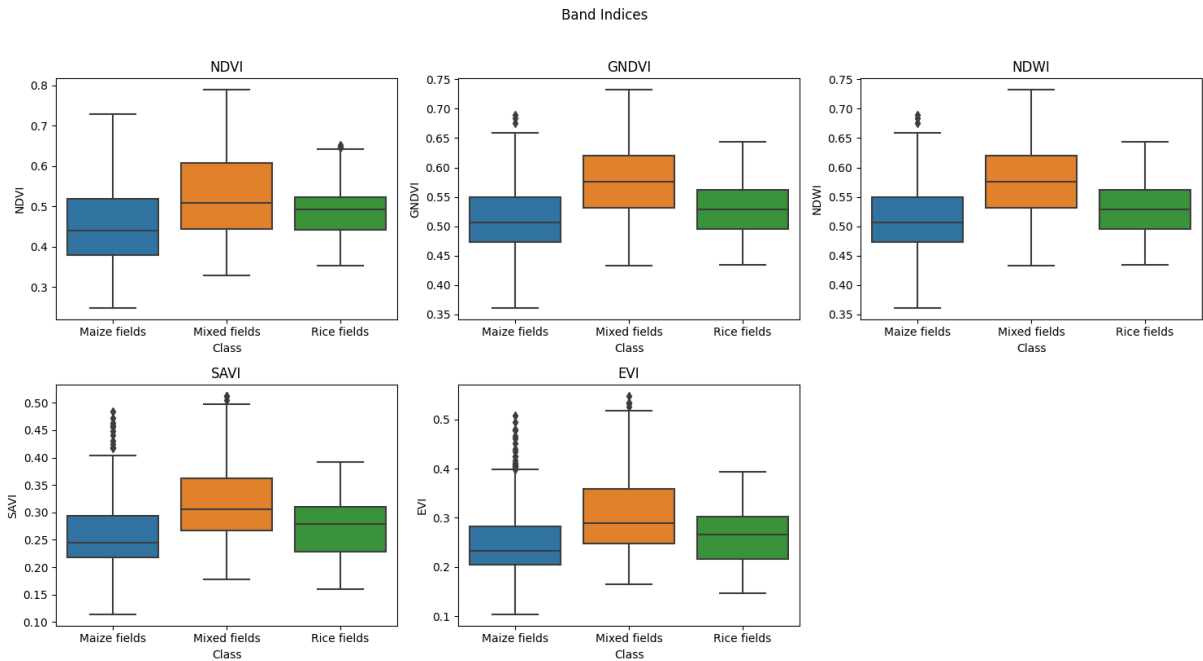 Band Indices
NDVI
0.8
0.7
0.6
0.5
0.4
0.3
NDVI
Maize fields Mixed fields Rice fields
Class
GNDVI
0.75
0.70
0.65
0.60
0.55
0.50
0.45
0.40
0.35
GNDVI
Maize fields Mixed fields Rice fields
Class
NDWI
0.75
0.70
0.65
0.60
0.55
0.50
0.45
0.40
0.35
NDWI
Maize fields Mixed fields Rice fields
Class
SAVI
0.50
0.45
0.40
0.35
0.30
0.25
0.20
0.15
0.10
SAVI
Maize fields Mixed fields Rice fields
Class
EVI
0.5
0.4
0.3
0.2
0.1
EVI
Maize fields Mixed fields Rice fields
Class